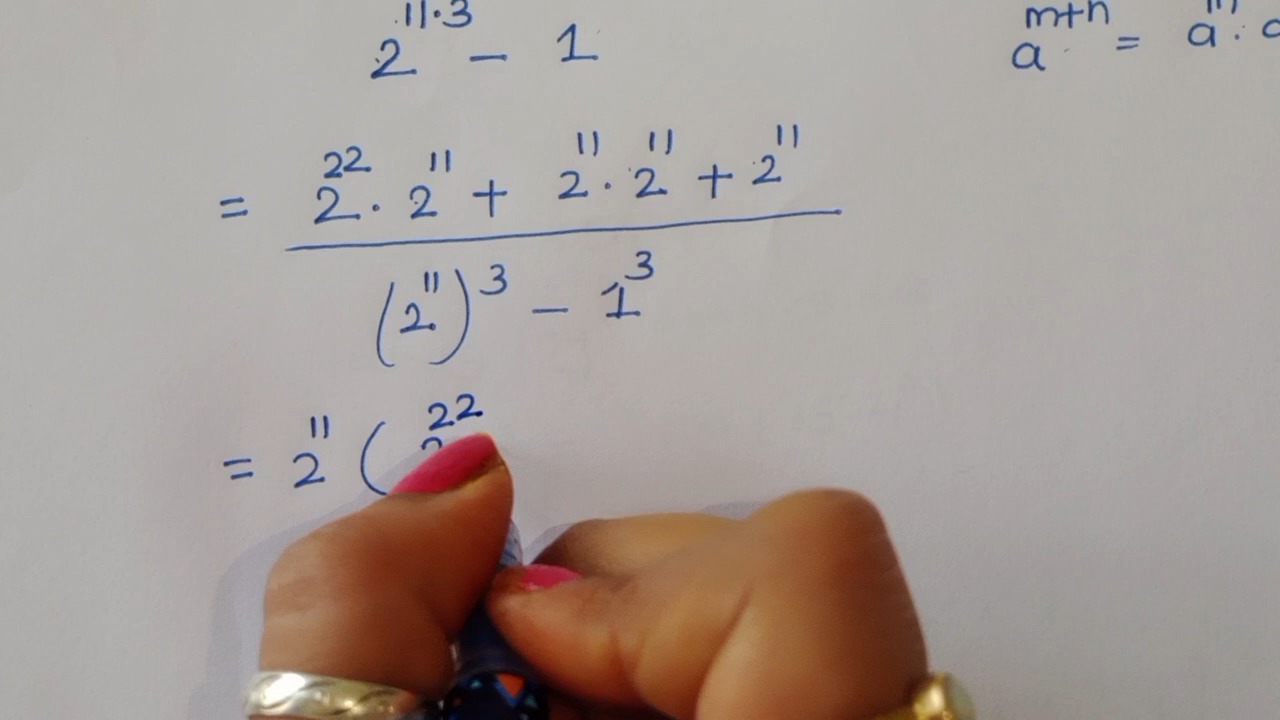 2^{11·3} - 1
a^{m+n} = a^{m} ·
= \frac{2^{22} · 2^{11} + 2^{11} · 2^{11} + 2^{11}}{(2^{11})^{3} - 1^{3}}
= 2^{11} ( 2^{22}